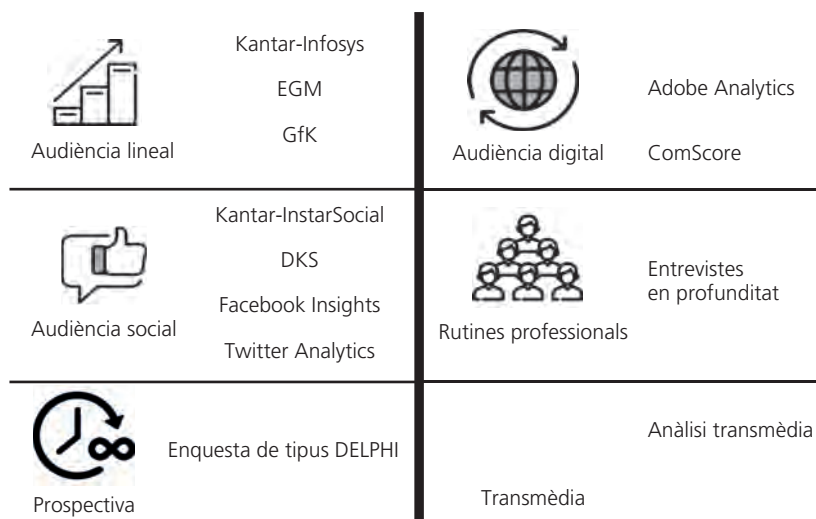 Kantar-Infosys
EGM
GfK
Audiència lineal
Adobe Analytics
ComScore
Audiència digital
Kantar-InstarSocial
DKS
Facebook Insights
Twitter Analytics
Audiència social
Entrevistes
en profunditat
Rutines professionals
Enquesta de tipus DELPHI
Prospectiva
Anàlisi transmèdia
Transmèdia